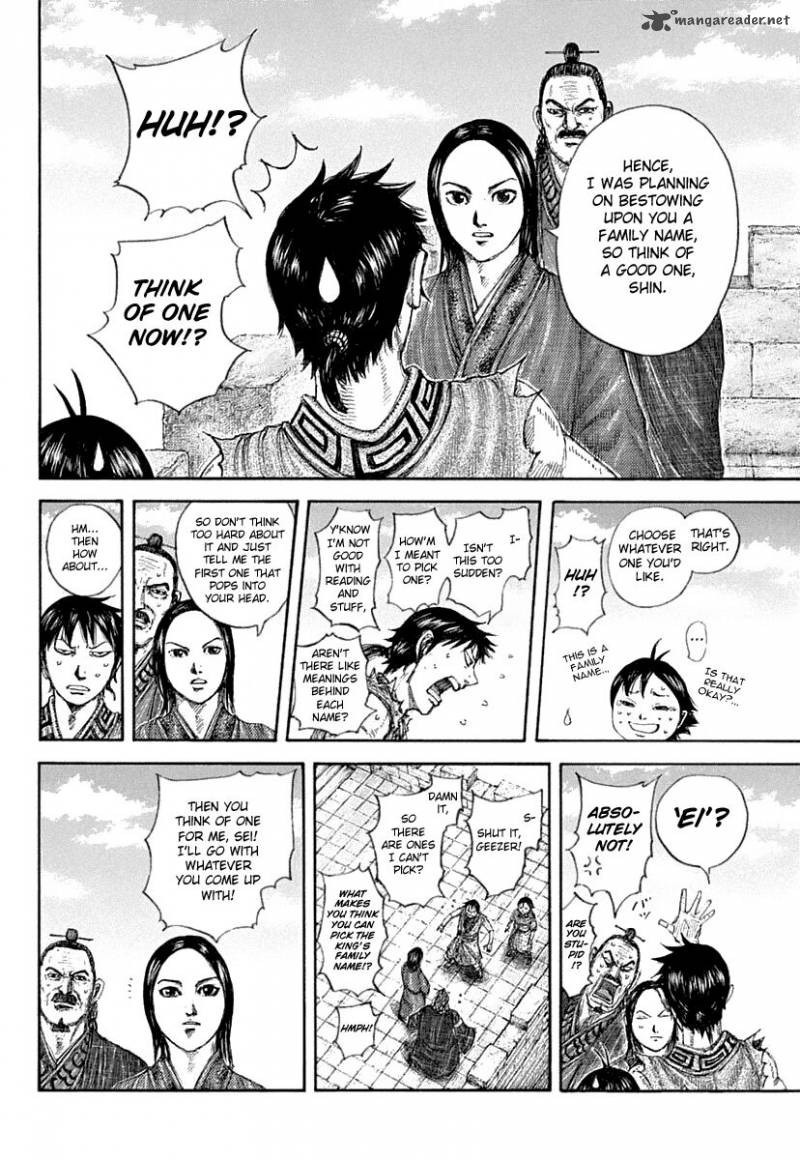 mangareader.net
HENCE,
I WAS PLANNING
ON BESTOWING
UPON YOU A
FAMILY NAME,
SO THINK OF
A GOOD ONE,
SHIN.
HUH!?
THINK
OF ONE
NOW!?
THAT'S
RIGHT.
CHOOSE
WHATEVER
ONE YOU'D
LIKE.
HUH
!?
...
IS THAT
REALLY
OKAY?
THIS IS A
FAMILY
NAME...
I-
ISN'T
THIS TOO
SUDDEN?
HOW'M
I MEANT
TO PICK
ONE?
Y'KNOW
I'M NOT
GOOD
WITH
READING
AND
STUFF,
AREN'T
THERE LIKE
MEANINGS
BEHIND
EACH
NAME?
SO DON'T THINK
TOO HARD ABOUT
IT AND JUST
TELL ME THE
FIRST ONE THAT
POPS INTO
YOUR HEAD.
HM...
THEN
HOW
ABOUT...
'EI'?
ABSO-
LUTELY
NOT!
ARE
YOU
STU-
PID
!?
S-
SHUT IT,
GEEZER!
DAMN
IT,
SO
THERE
ARE ONES
I CAN'T
PICK?
WHAT
MAKES
YOU THINK
YOU CAN
PICK THE
KING'S
FAMILY
NAME!?
HMPH!
THEN YOU
THINK OF ONE
FOR ME, SEI!
I'LL GO WITH
WHATEVER
YOU COME UP
WITH!